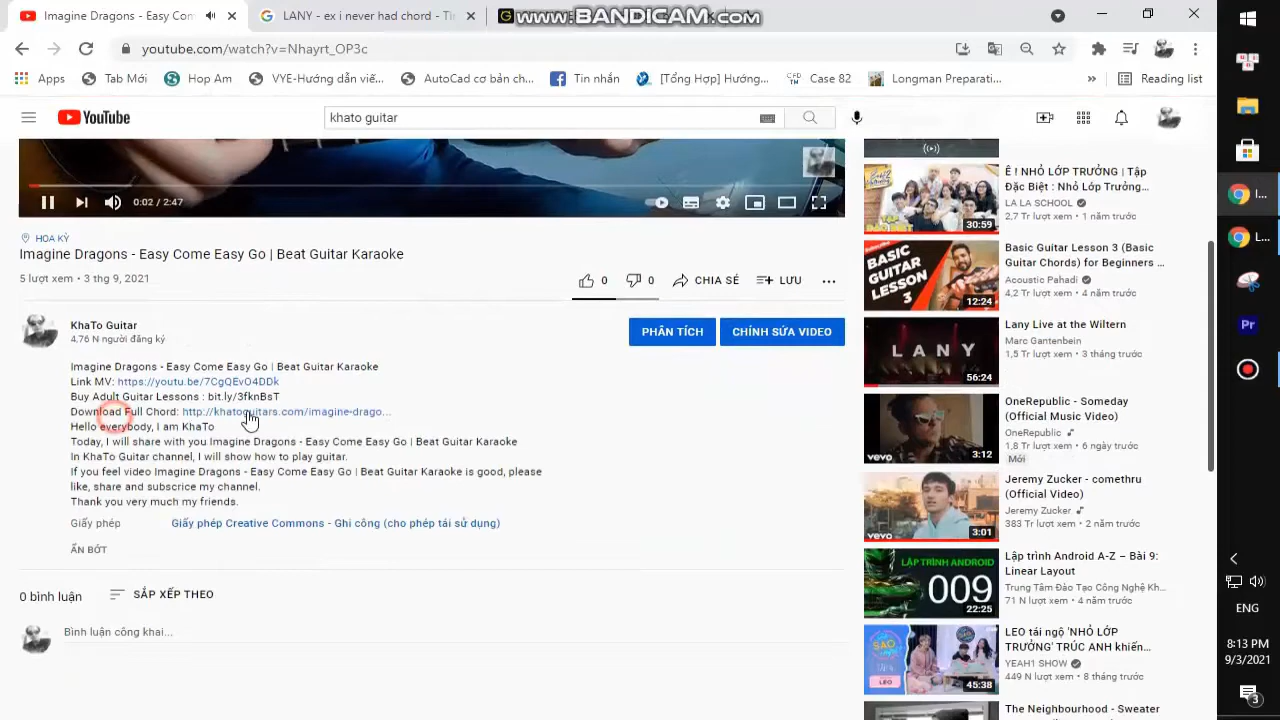 Imagine Dragons - Easy Com
LANY - ex i never had chord - Th
www.BANDICAM.com
youtube.com/watch?v=Nhayrt_OP3c
Apps
Tab Mới
Hop Am
VYE-Hướng dẫn viế...
AutoCad cơ bản ch...
Tin nhắn
[Tổng Hợp] Hướng...
Case 82
Longman Preparati...
»
Reading list
YouTube
khato guitar
0:02 / 2:47
HOA KỲ
Imagine Dragons - Easy Come Easy Go | Beat Guitar Karaoke
5 lượt xem • 3 thg 9, 2021
0
0
CHIA SẺ
LƯU
KhaTo Guitar
4,76 N người đăng ký
PHÂN TÍCH
CHỈNH SỬA VIDEO
Imagine Dragons - Easy Come Easy Go | Beat Guitar Karaoke
Link MV: https://youtu.be/7CgQEvO4DDk
Buy Adult Guitar Lessons : bit.ly/3fknBsT
Download Full Chord: http://khatoguitars.com/imagine-drago...
Hello everybody, I am KhaTo
Today, I will share with you Imagine Dragons - Easy Come Easy Go | Beat Guitar Karaoke
In KhaTo Guitar channel, I will show how to play guitar.
If you feel video Imagine Dragons - Easy Come Easy Go | Beat Guitar Karaoke is good, please
like, share and subscrice my channel.
Thank you very much my friends.
Giấy phép
Giấy phép Creative Commons - Ghi công (cho phép tái sử dụng)
ẨN BỚT
0 bình luận
SẮP XẾP THEO
Bình luận công khai...
30:59
Ê ! NHỎ LỚP TRƯỞNG | Tập
Đặc Biệt : Nhỏ Lớp Trưởng...
LA LA SCHOOL
2,7 Tr lượt xem • 1 năm trước
BASIC
GUITAR
LESSON
3
12:24
Basic Guitar Lesson 3 (Basic
Guitar Chords) for Beginners ...
Acoustic Pahadi
4,2 Tr lượt xem • 4 năm trước
LANY
56:24
Lany Live at the Wiltern
Marc Gantenbein
1,5 Tr lượt xem • 3 tháng trước
vevo
3:12
OneRepublic - Someday
(Official Music Video)
OneRepublic
1,8 Tr lượt xem • 6 ngày trước
Mới
vevo
3:01
Jeremy Zucker - comethru
(Official Video)
Jeremy Zucker
383 Tr lượt xem • 2 năm trước
LẬP TRÌNH ANDROID
009
22:25
Lập trình Android A-Z – Bài 9:
Linear Layout
Trung Tâm Đào Tạo Công Nghệ Kh...
71 N lượt xem • 4 năm trước
SAO
LEO
45:38
LEO tái ngộ 'NHỎ LỚP
TRƯỞNG' TRÚC ANH khiến...
YEAH1 SHOW
449 N lượt xem • 8 tháng trước
The Neighbourhood - Sweater
I...
L...
Pr
ENG
8:13 PM
9/3/2021
3